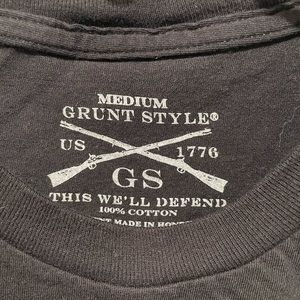 MEDIUM
GRUNT STYLE®
US 1776
GS
THIS WE'LL DEFEND
100% COTTON
MADE IN